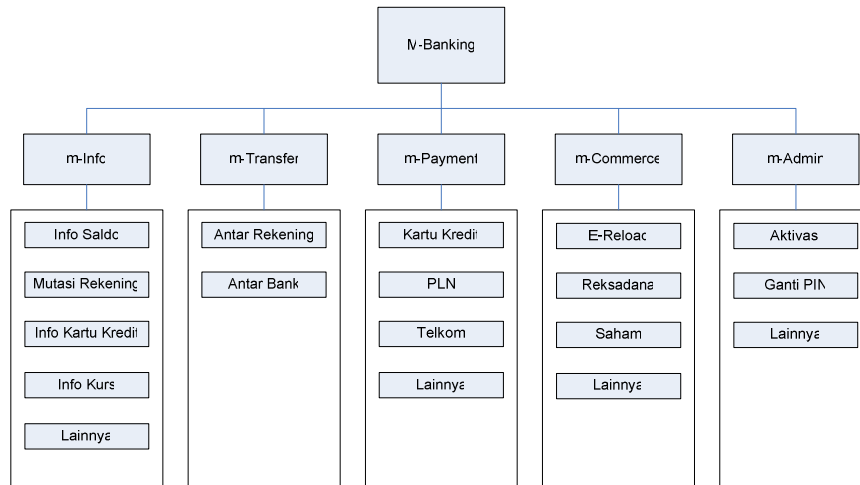 M-Banking
m-Info
m-Transfer
m-Payment
m-Commerce
m-Admin
Info Saldo
Mutasi Rekening
Info Kartu Kredit
Info Kurs
Lainnya
Antar Rekening
Antar Bank
Kartu Kredit
PLN
Telkom
Lainnya
E-Reload
Reksadana
Saham
Lainnya
Aktivas
Ganti PIN
Lainnya